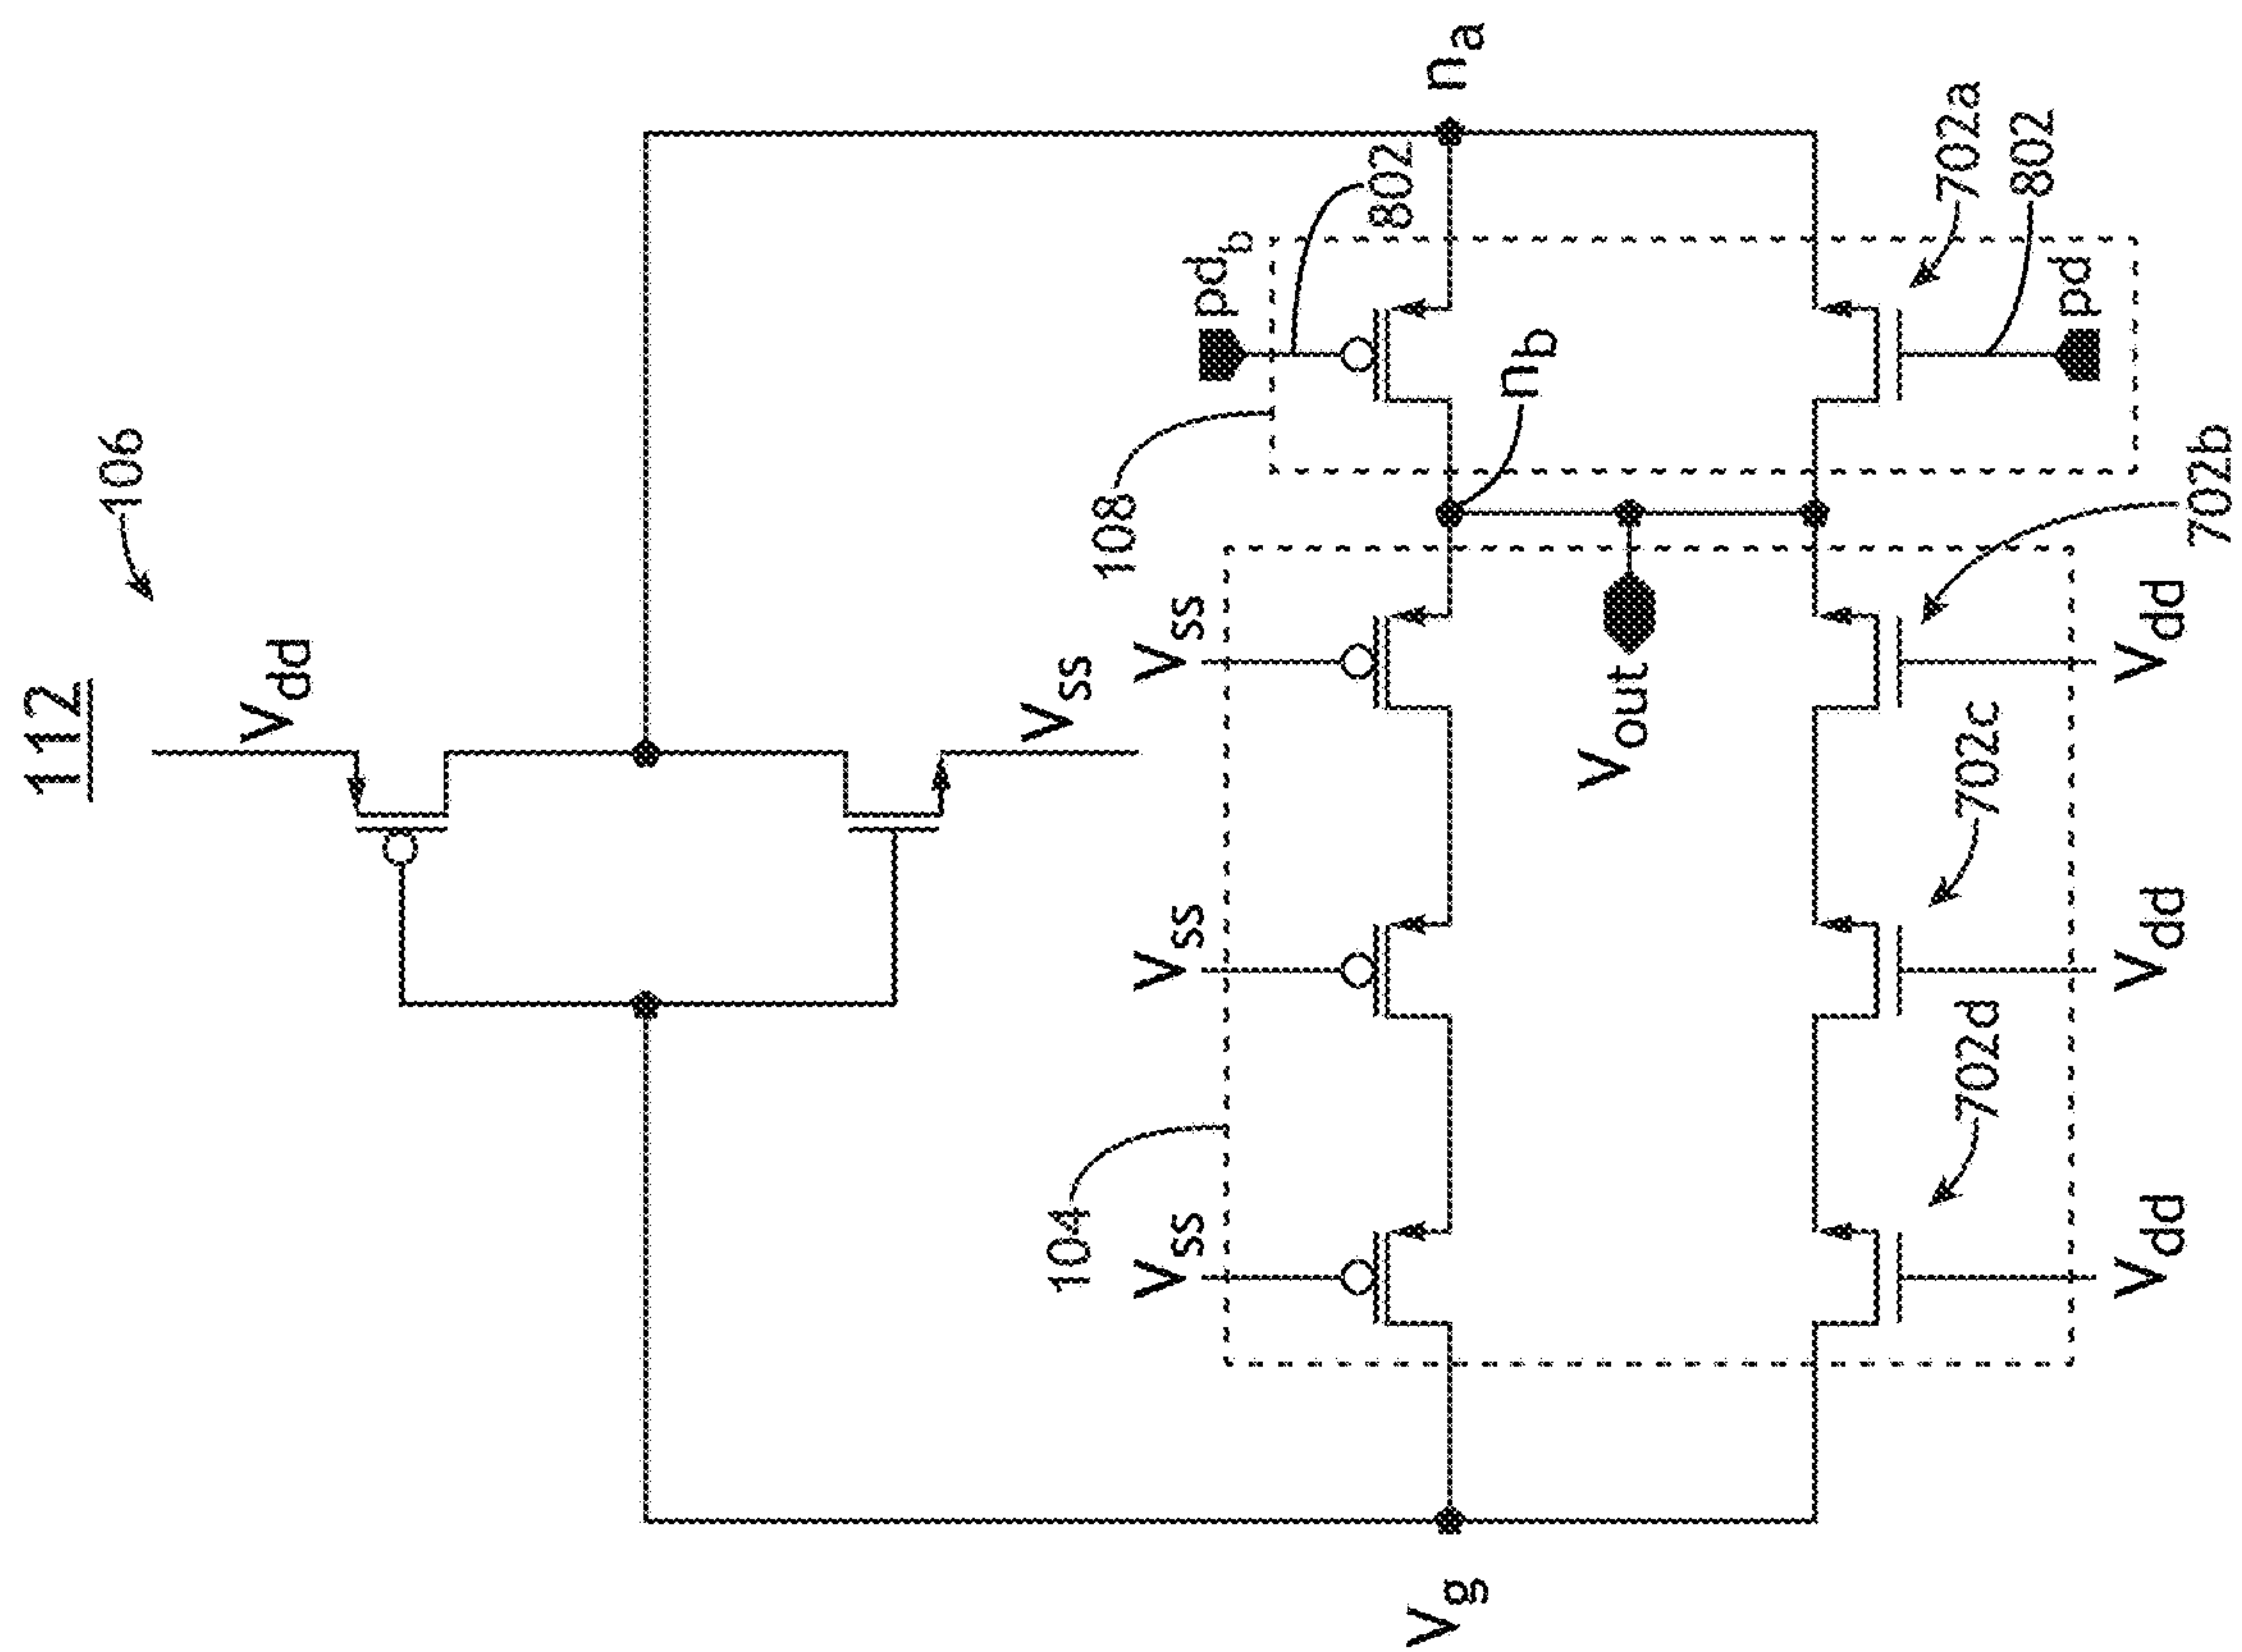 112
106
Vdd
Vss
108
pdb
802
na
nb
Vss
Vss
Vss
104
Vout
Vg
702a
802
pd
702b
702c
702d
Vdd
Vdd
Vdd